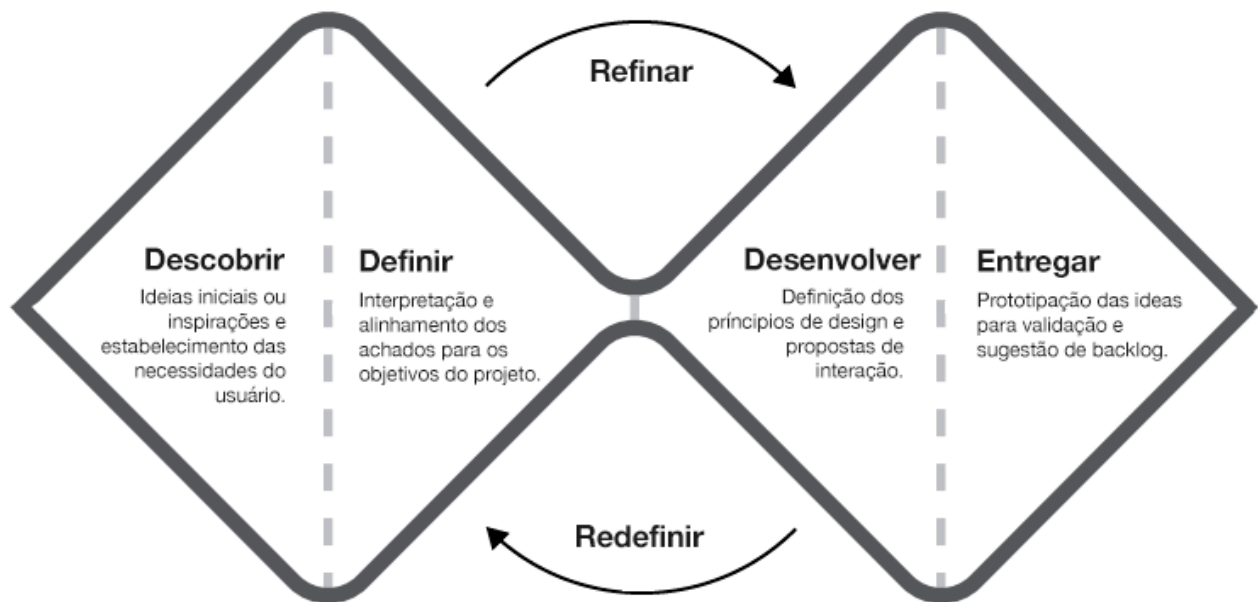 Refinar
Descobrir
Ideias iniciais ou
inspirações e
estabelecimento das
necessidades do
usuário.
Definir
Interpretação e
alinhamento dos
achados para os
objetivos do projeto.
Desenvolver
Definição dos
príncípios de design e
propostas de
interação.
Entregar
Prototipação das ideias
para validação e
sugestão de backlog.
Redefinir